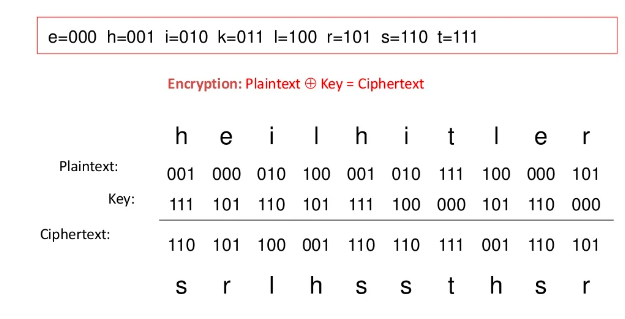 e=000 h=001 i=010 k=011 l=100 r=101 s=110 t=111
Encryption: Plaintext ⊕ Key = Ciphertext
h e i l h i t l e r
Plaintext: 001 000 010 100 001 010 111 100 000 101
Key: 111 101 110 101 111 100 000 101 110 000
Ciphertext: 110 101 100 001 110 110 111 001 110 101
s r l h s s t h s r